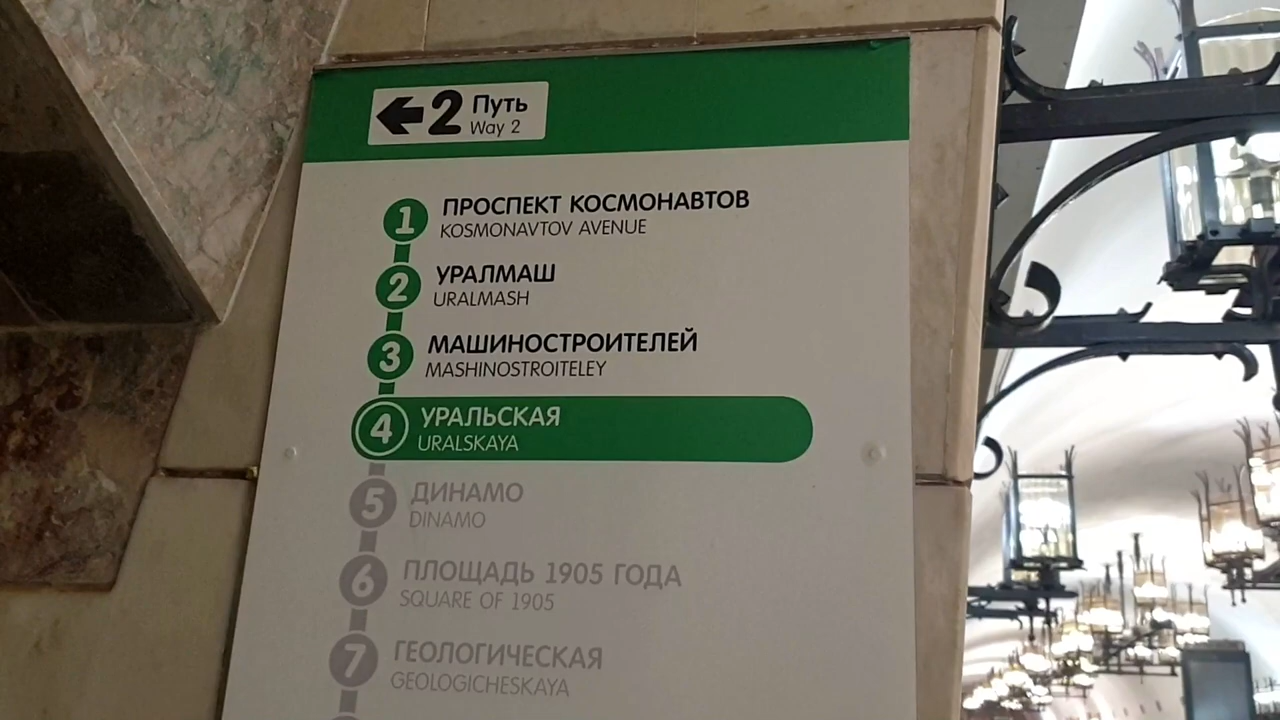 2 Путь
Way 2
1 ПРОСПЕКТ КОСМОНАВТОВ
KOSMONAVTOV AVENUE
2 УРАЛМАШ
URALMASH
3 МАШИНОСТРОИТЕЛЕЙ
MASHINOSTROITELEY
4 УРАЛЬСКАЯ
URALSKAYA
5 ДИНАМО
DINAMO
6 ПЛОЩАДЬ 1905 ГОДА
SQUARE OF 1905
7 ГЕОЛОГИЧЕСКАЯ
GEOLOGICHESKAYA